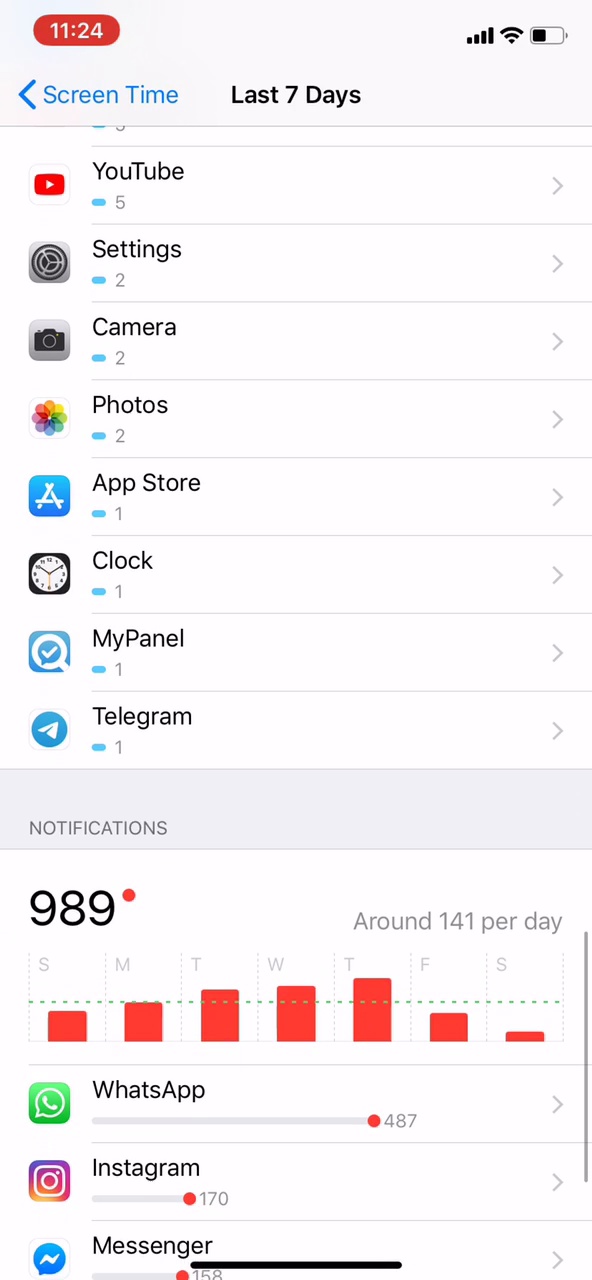 11:24
Screen Time
Last 7 Days
YouTube
5
Settings
2
Camera
2
Photos
2
App Store
1
Clock
1
MyPanel
1
Telegram
1
NOTIFICATIONS
989
Around 141 per day
S M T W T F S
WhatsApp
487
Instagram
170
Messenger
158